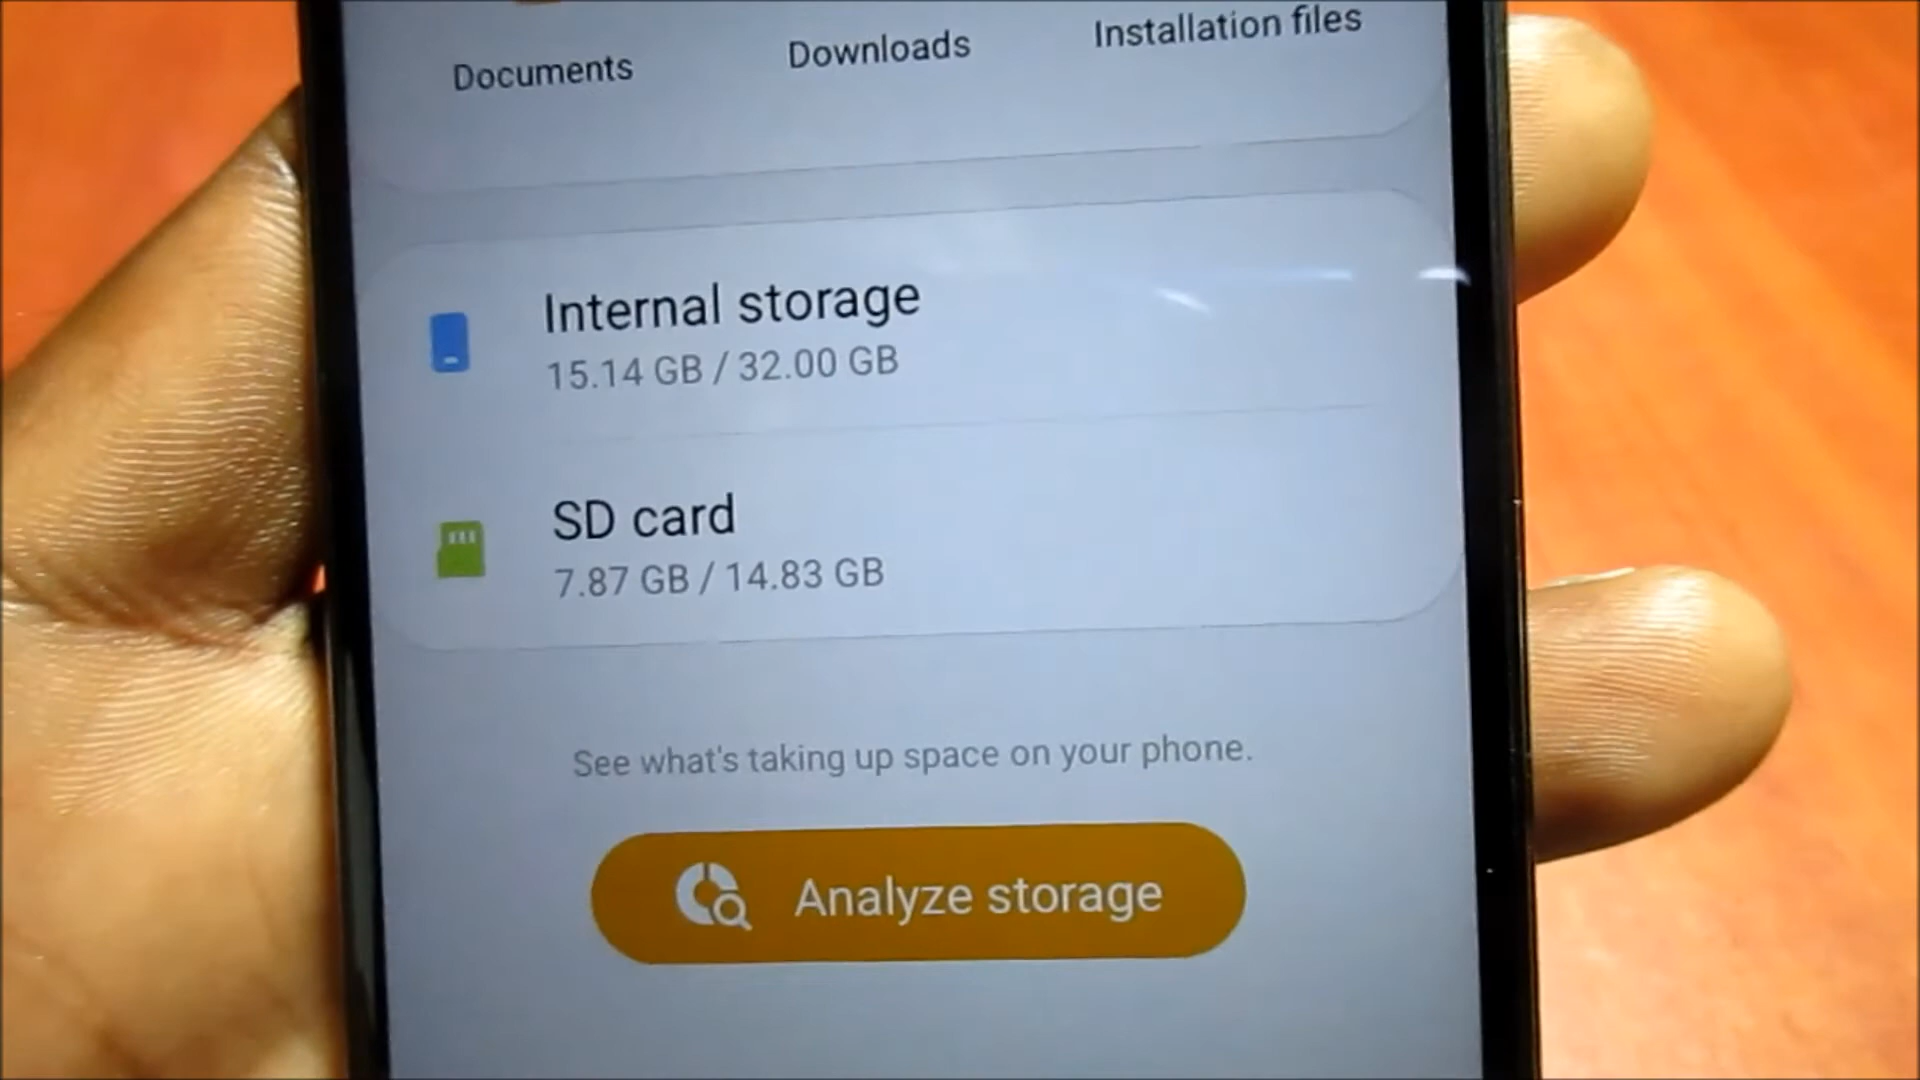 Documents
Downloads
Installation files
Internal storage
15.14 GB / 32.00 GB
SD card
7.87 GB / 14.83 GB
See what's taking up space on your phone.
Analyze storage